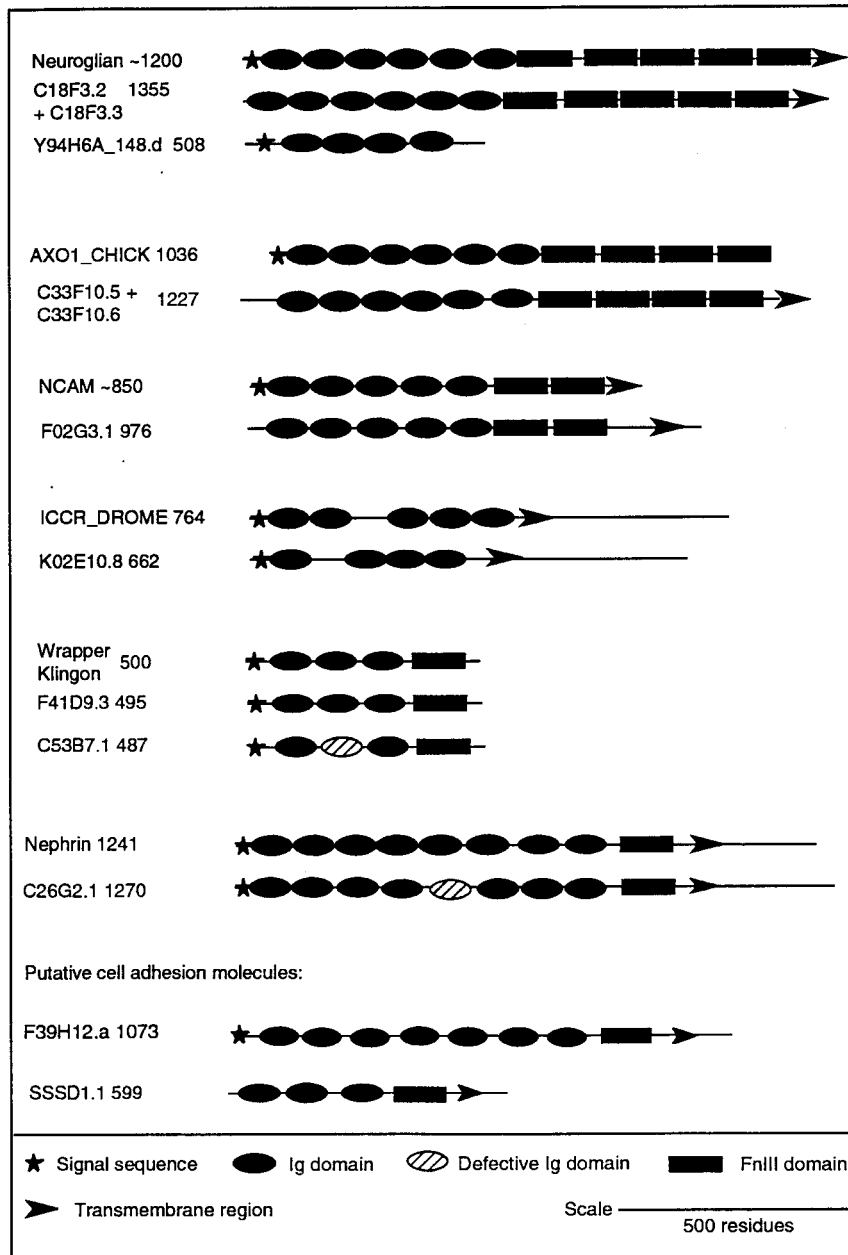 Neuroglian ~1200
C18F3.2 1355
+ C18F3.3
Y94H6A_148.d 508
AXO1_CHICK 1036
C33F10.5 + 1227
C33F10.6
NCAM ~850
F02G3.1 976
ICCR_DROME 764
K02E10.8 662
Wrapper 500
Klingon
F41D9.3 495
C53B7.1 487
Nephrin 1241
C26G2.1 1270
Putative cell adhesion molecules:
F39H12.a 1073
SSSD1.1 599
Signal sequence Ig domain Defective Ig domain FnIII domain
Transmembrane region Scale
500 residues